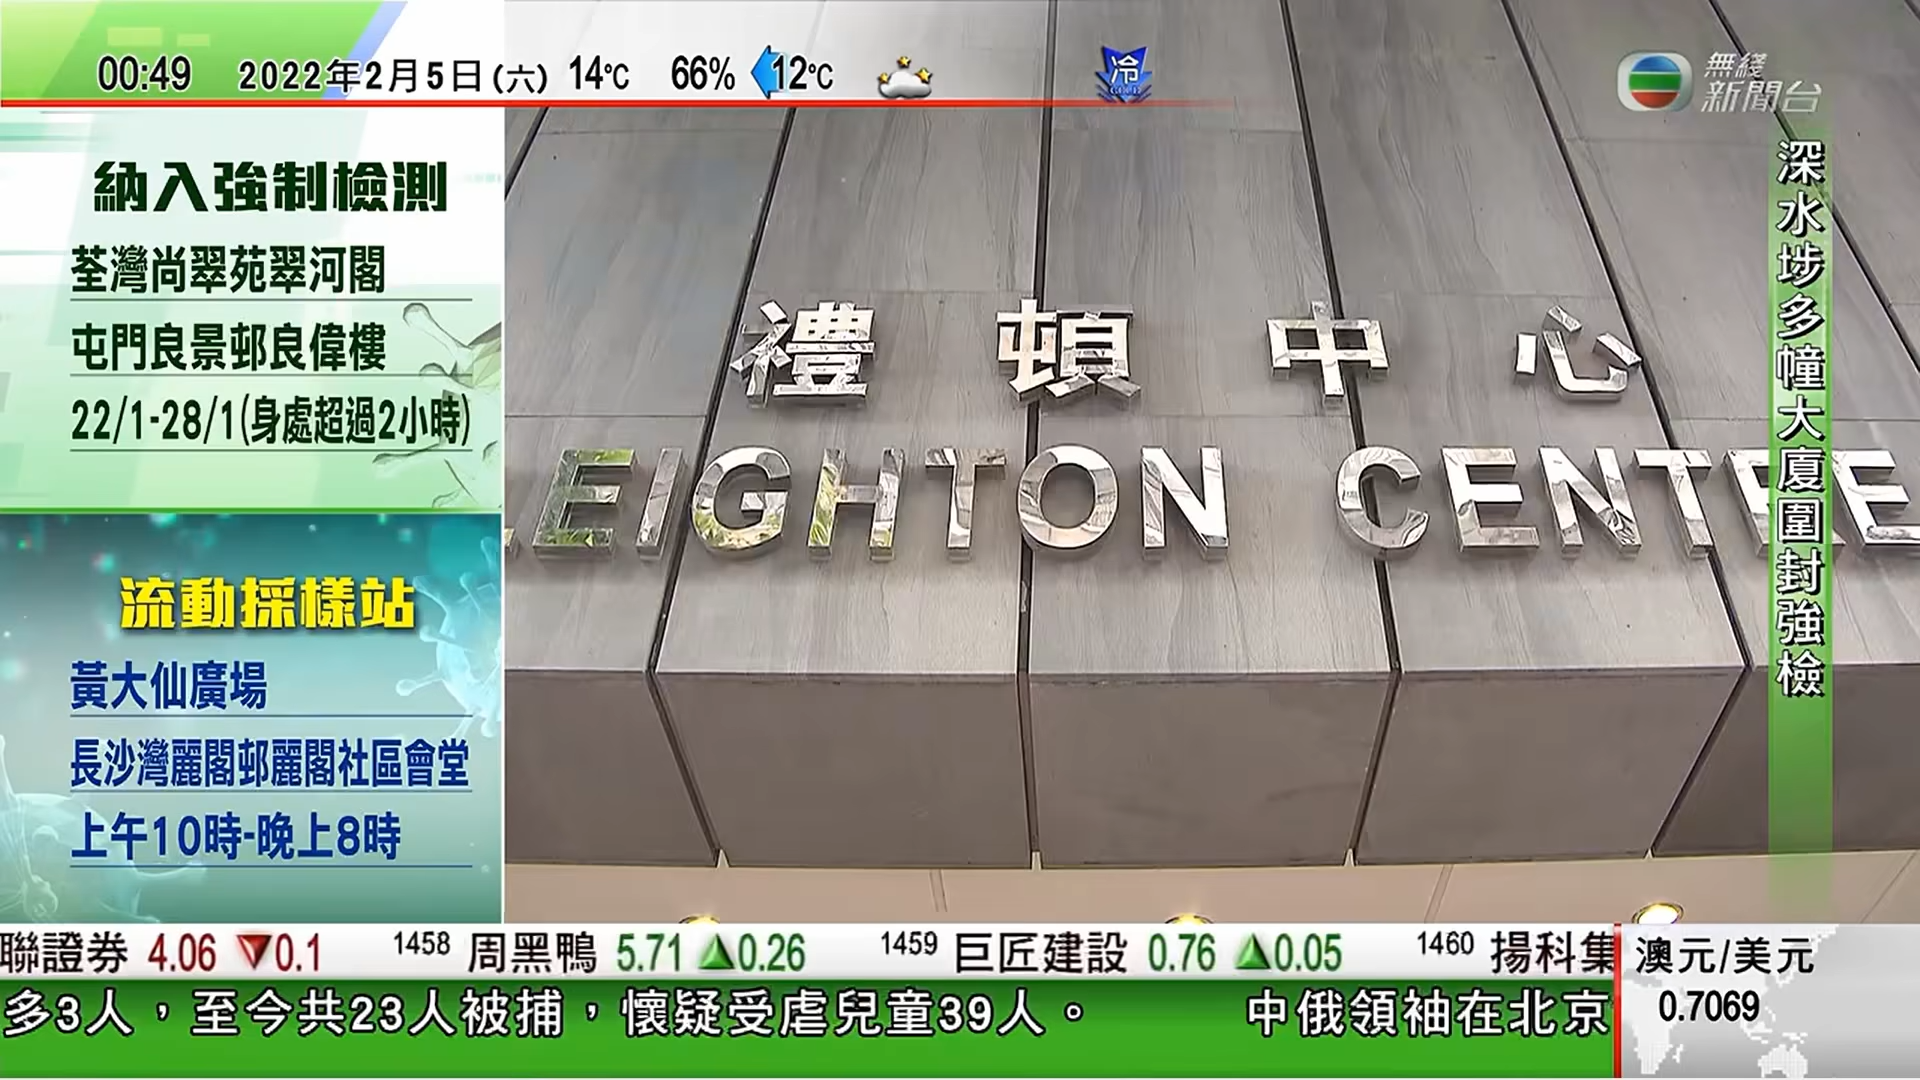 00:49 2022年2月5日(六) 14℃ 66% 12℃
冷
COLD
無綫
新聞台
納入強制檢測
荃灣尚翠苑翠河閣
屯門良景邨良偉樓
22/1-28/1(身處超過2小時)
流動採樣站
黃大仙廣場
長沙灣麗閣邨麗閣社區會堂
上午10時-晚上8時
禮頓中心
LEIGHTON CENTRE
深水埗多幢大廈圍封強檢
聯證券 4.06 ▼0.1 1458 周黑鴨 5.71 ▲0.26 1459 巨匠建設 0.76 ▲0.05 1460 揚科集
多3人，至今共23人被捕，懷疑受虐兒童39人。 中俄領袖在北京
澳元/美元
0.7069